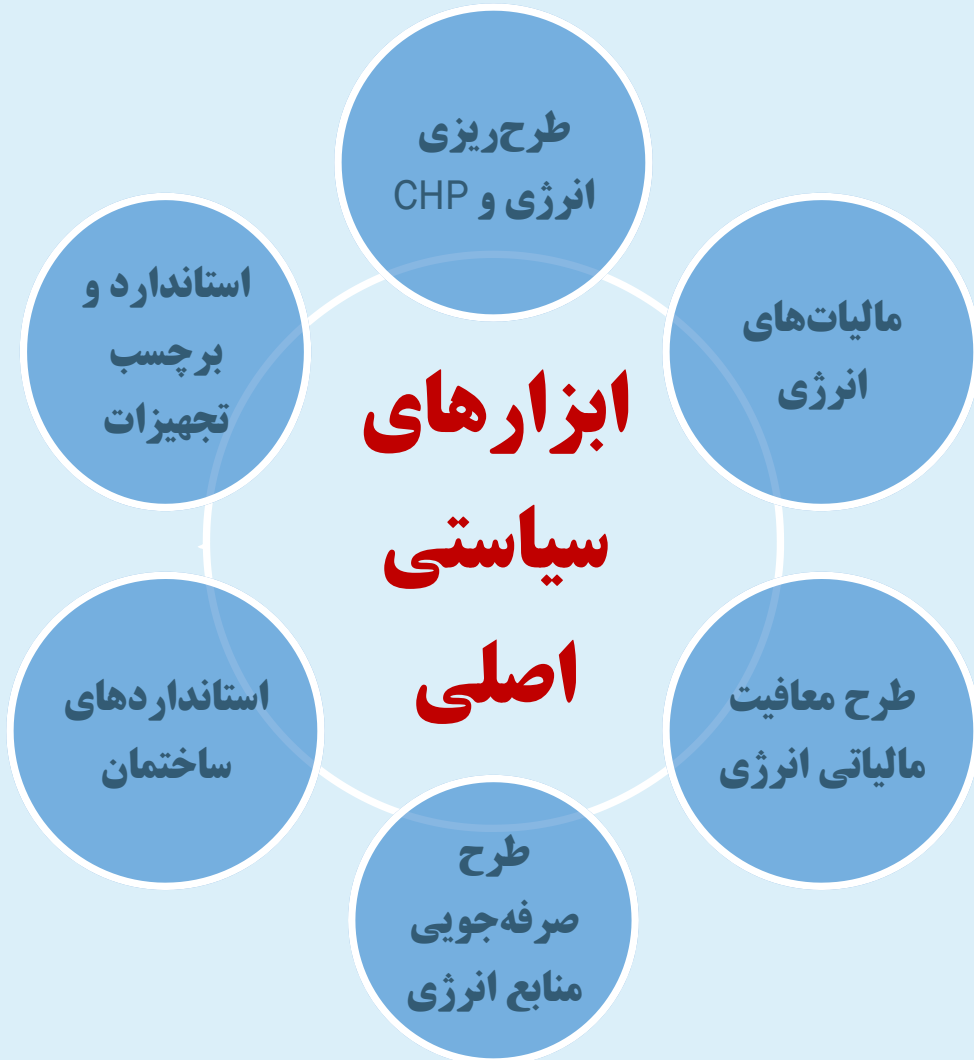 طرح‌ریزی
انرژی و CHP
مالیات‌های
انرژی
طرح معافیت
مالیاتی انرژی
طرح
صرفه‌جویی
منابع انرژی
استانداردهای
ساختمان
استاندارد و
برچسب
تجهیزات
ابزارهای
سیاستی
اصلی